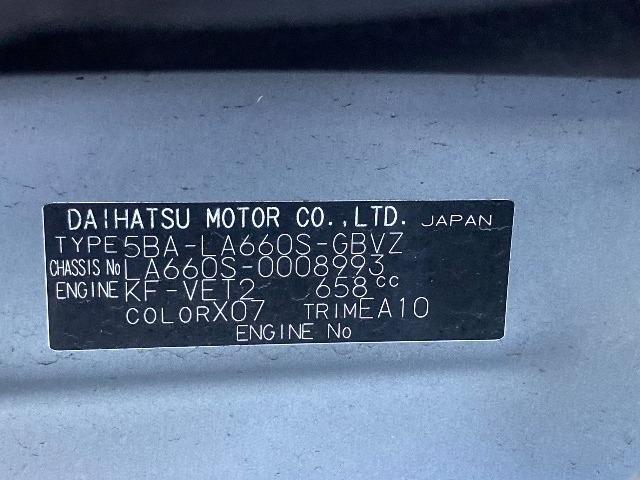 DAIHATSU MOTOR CO.,LTD. JAPAN
TYPE 5BA-LA660S-GBVZ
CHASSIS No LA660S-0008993
ENGINE KF-VET2 658cc
COLOR X07 TRIM EA10
ENGINE No